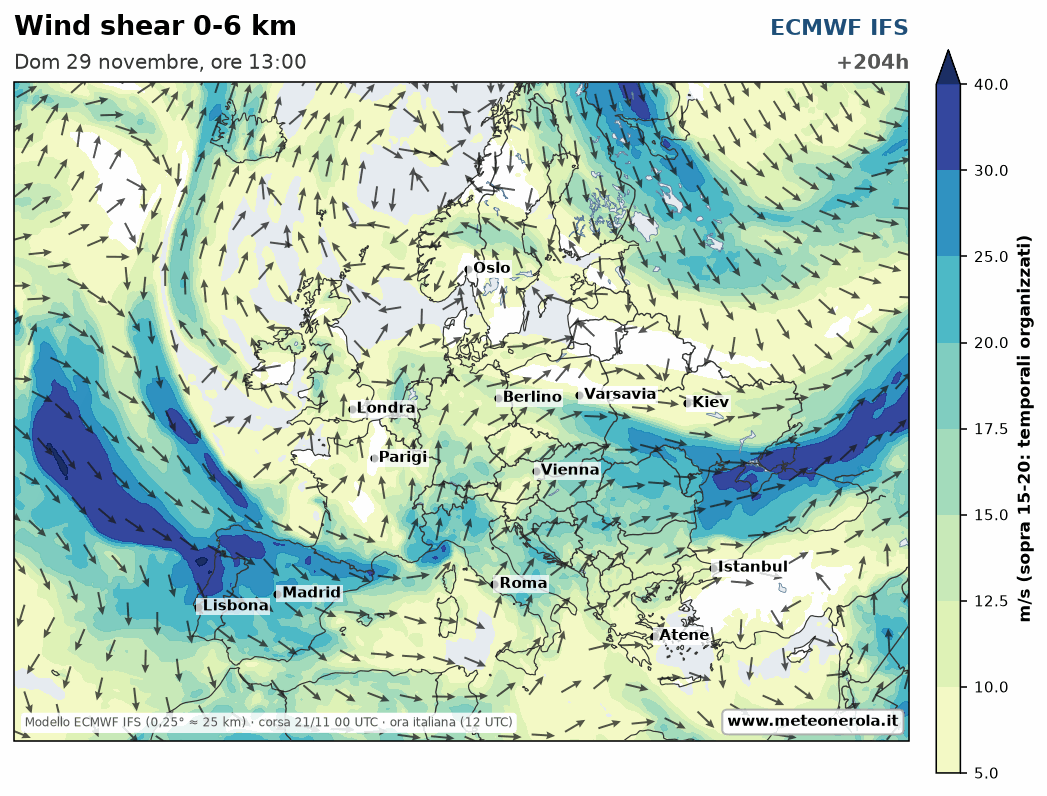 Wind shear 0-6 km
ECMWF IFS
Dom 29 novembre, ore 13:00
+204h
40.0
30.0
25.0
20.0
17.5
15.0
12.5
10.0
5.0
m/s (sopra 15-20: temporali organizzati)
Oslo
Berlino
Varsavia
Kiev
Londra
Parigi
Vienna
Istanbul
Roma
Madrid
Lisbona
Atene
Modello ECMWF IFS (0,25° ≈ 25 km) · corsa 21/11 00 UTC · ora italiana (12 UTC)
www.meteonerola.it